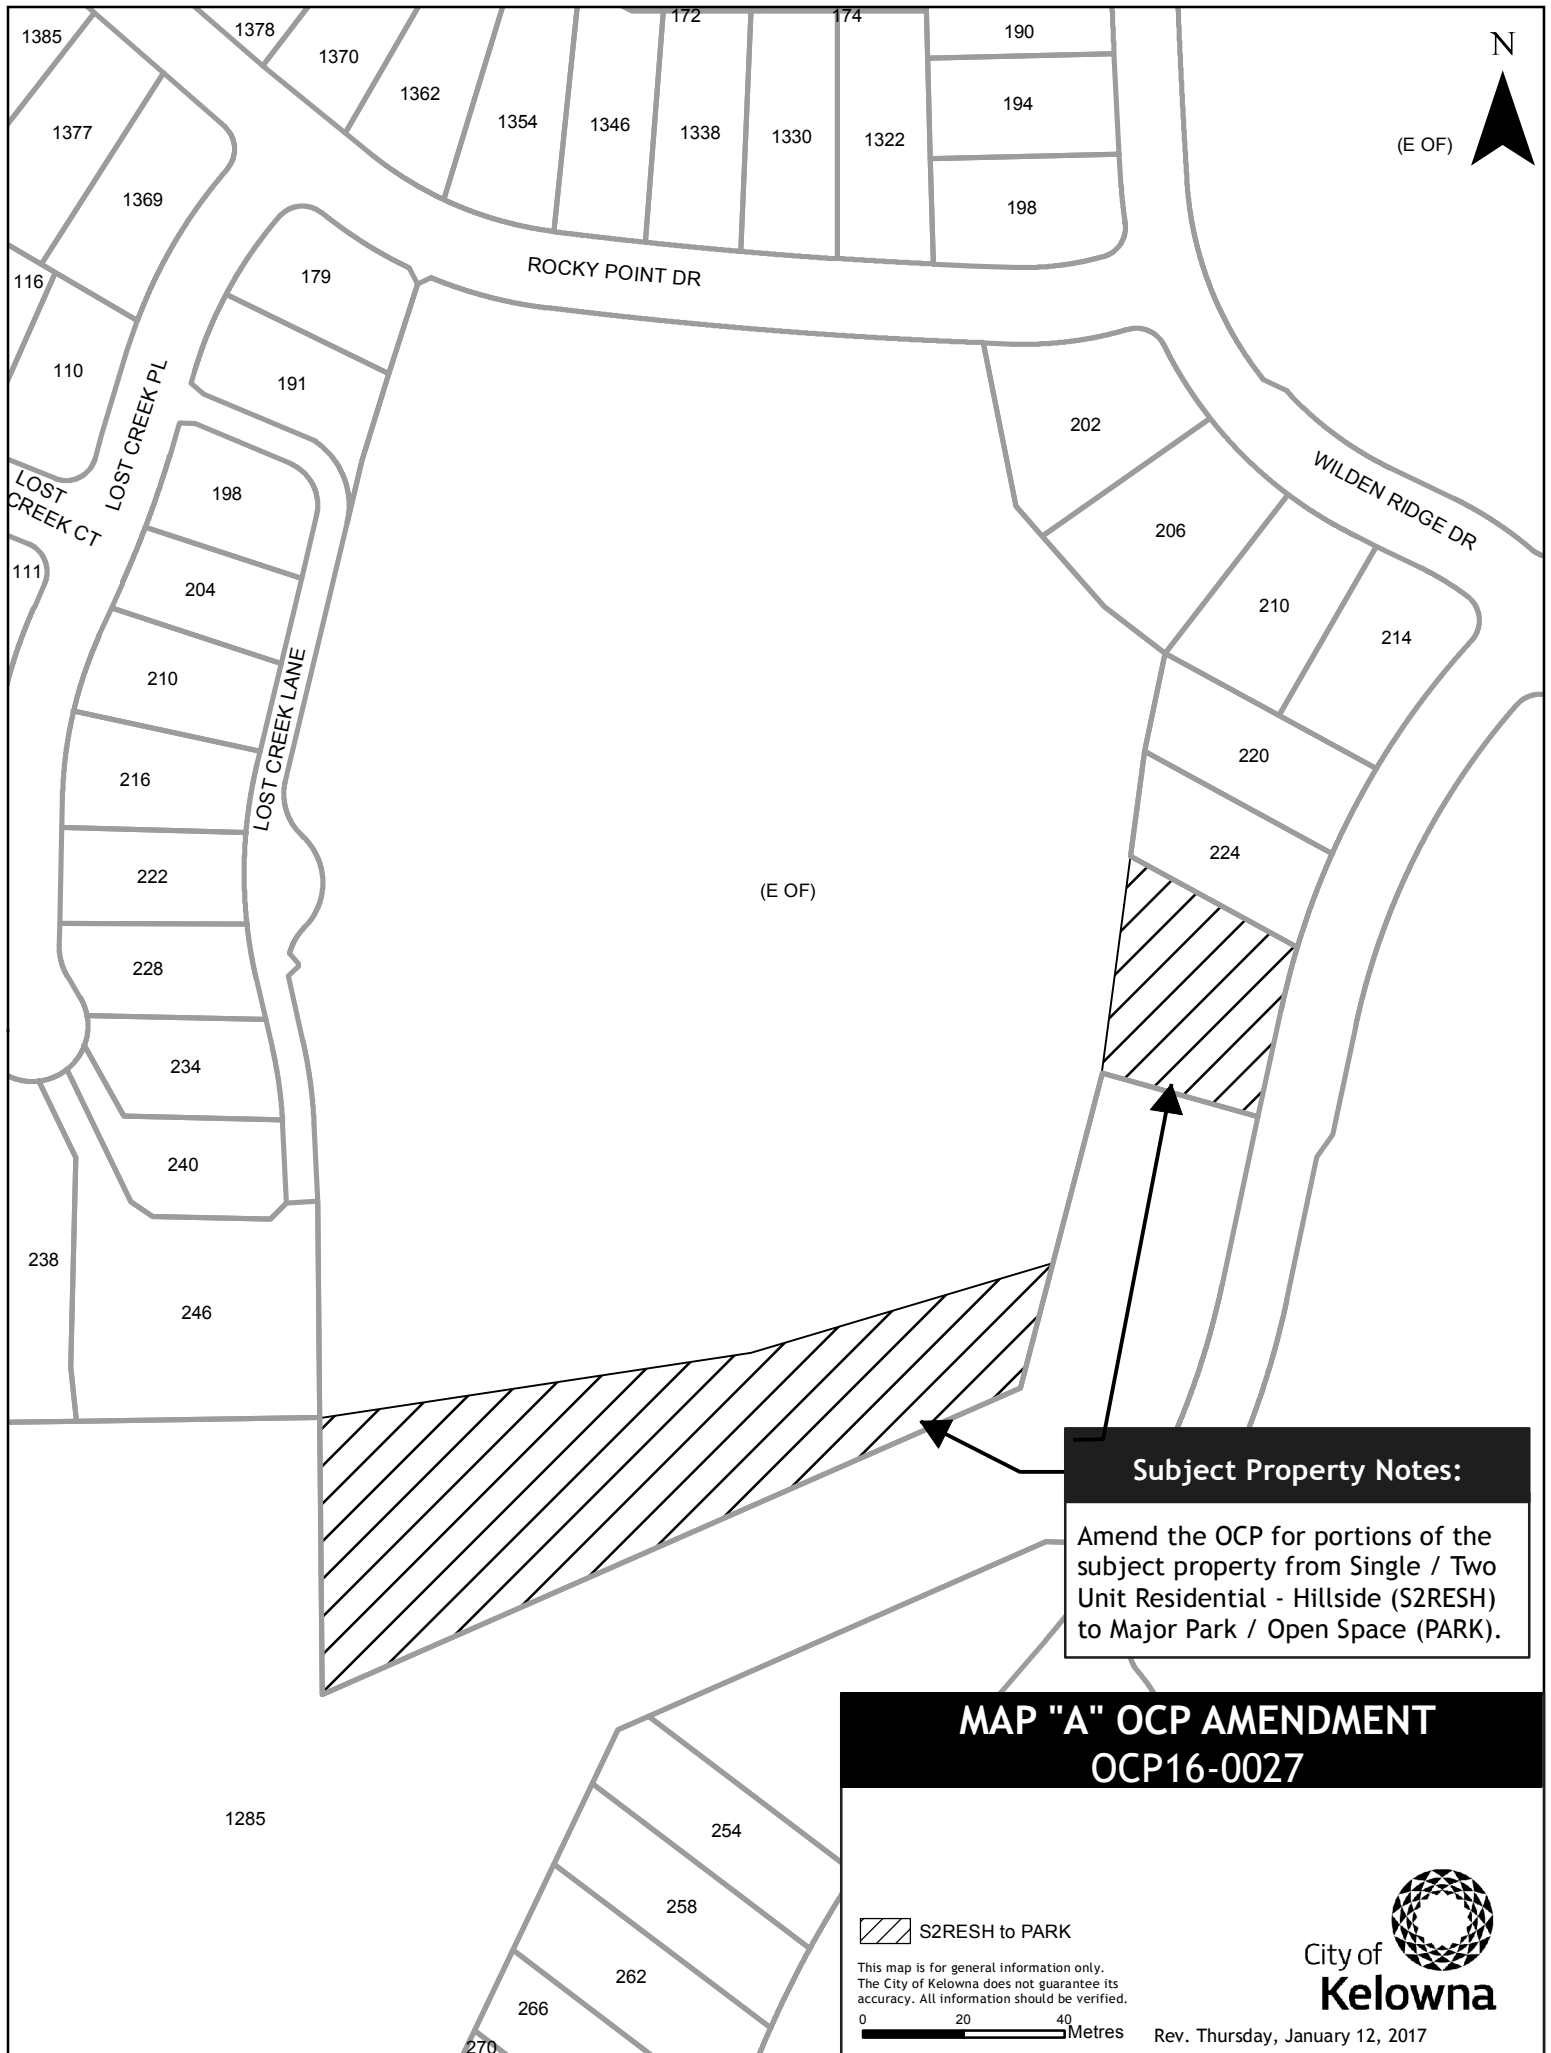 1385
1378
1370
1362
1354
1346
172
1338
1330
174
1322
190
194
198
N
(E OF)
1377
1369
116
110
179
191
ROCKY POINT DR
LOST CREEK PL
LOST
CREEK CT
111
198
204
210
216
222
228
234
240
238
246
LOST CREEK LANE
202
206
210
214
220
224
WILDEN RIDGE DR
(E OF)
Subject Property Notes:
Amend the OCP for portions of the
subject property from Single / Two
Unit Residential - Hillside (S2RESH)
to Major Park / Open Space (PARK).
1285
254
258
262
266
270
MAP "A" OCP AMENDMENT
OCP16-0027
S2RESH to PARK
This map is for general information only.
The City of Kelowna does not guarantee its
accuracy. All information should be verified.
0 20 40 Metres
City of
Kelowna
Rev. Thursday, January 12, 2017